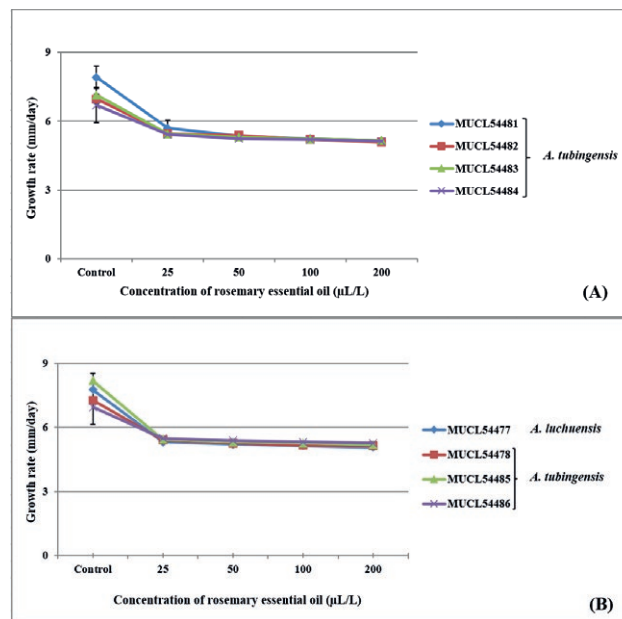 9
6
3
0
Growth rate (mm/day)
Control 25 50 100 200
Concentration of rosemary essential oil (µL/L)
MUCL54481
MUCL54482
MUCL54483
MUCL54484
A. tubingensis
(A)
9
6
3
0
Growth rate (mm/day)
Control 25 50 100 200
Concentration of rosemary essential oil (µL/L)
MUCL54477 A. luchuensis
MUCL54478
MUCL54485
MUCL54486
A. tubingensis
(B)